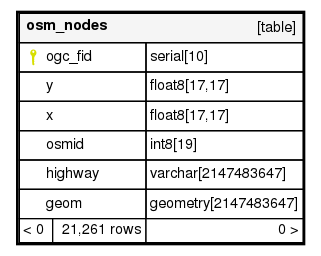 osm_nodes [table]
ogc_fid serial[10]
y float8[17,17]
x float8[17,17]
osmid int8[19]
highway varchar[2147483647]
geom geometry[2147483647]
< 0 21,261 rows 0 >